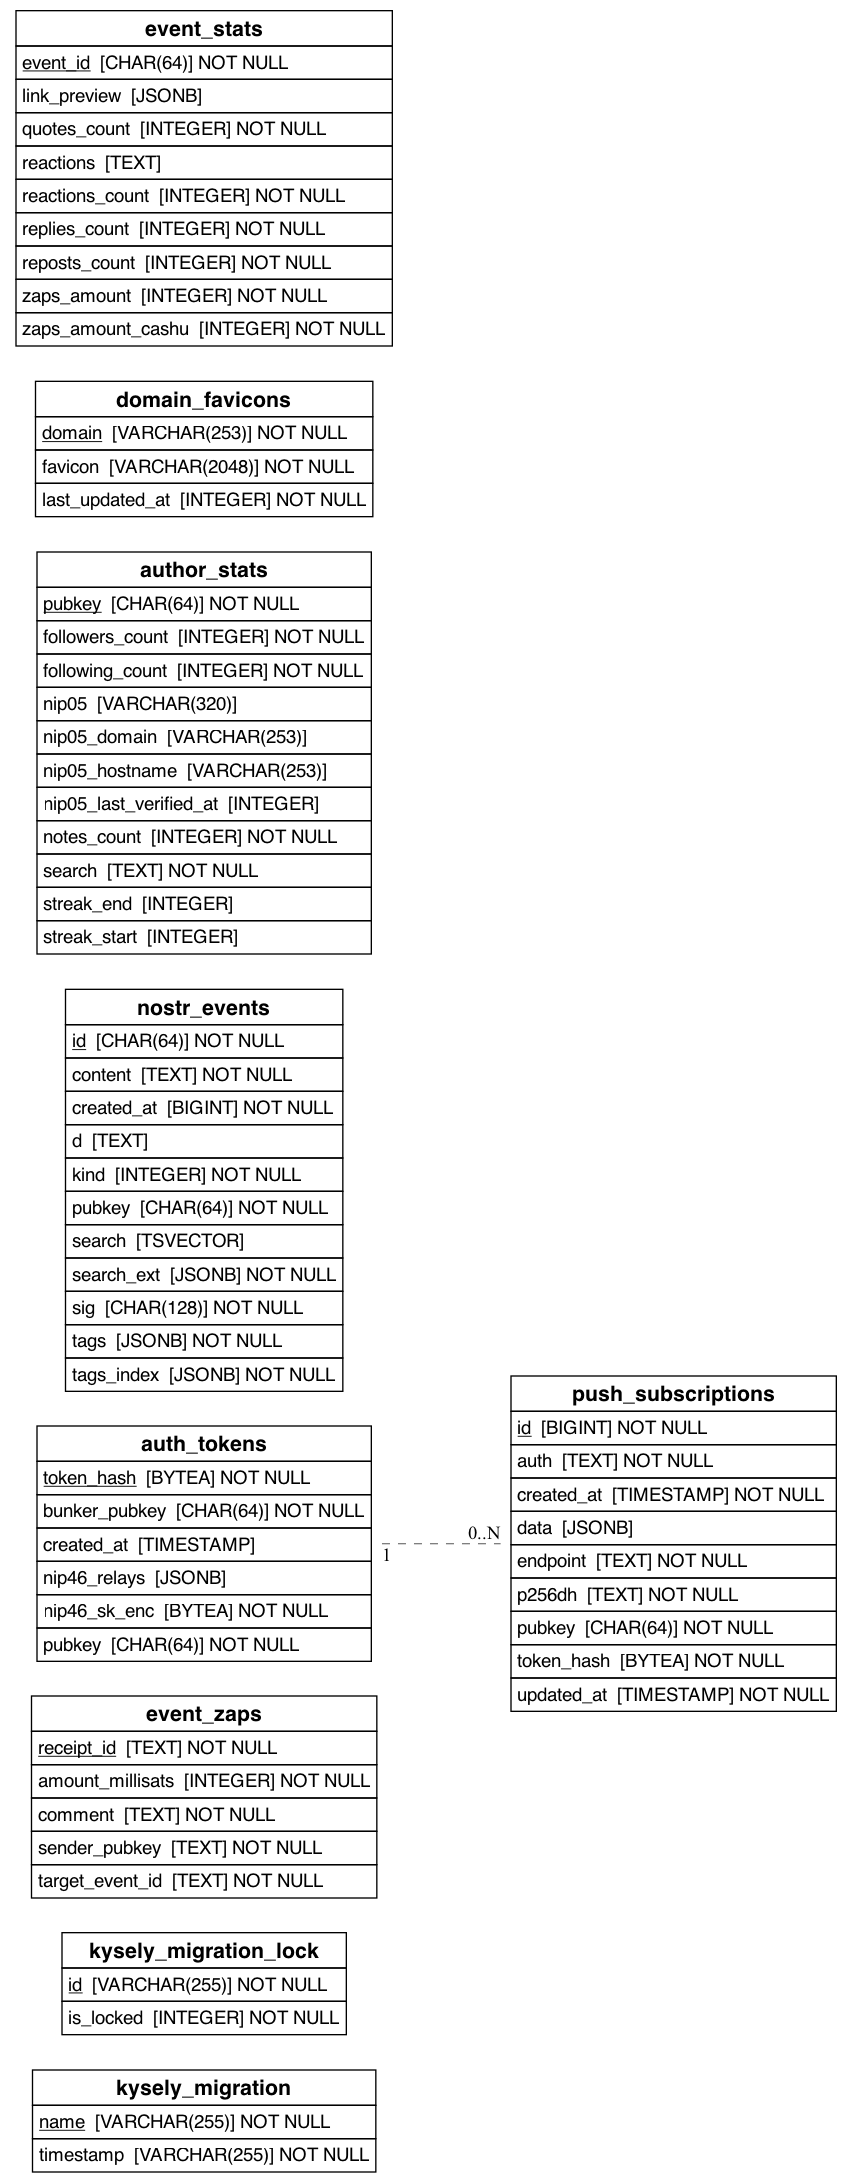 event_stats
event_id [CHAR(64)] NOT NULL
link_preview [JSONB]
quotes_count [INTEGER] NOT NULL
reactions [TEXT]
reactions_count [INTEGER] NOT NULL
replies_count [INTEGER] NOT NULL
reposts_count [INTEGER] NOT NULL
zaps_amount [INTEGER] NOT NULL
zaps_amount_cashu [INTEGER] NOT NULL
domain_favicons
domain [VARCHAR(253)] NOT NULL
favicon [VARCHAR(2048)] NOT NULL
last_updated_at [INTEGER] NOT NULL
author_stats
pubkey [CHAR(64)] NOT NULL
followers_count [INTEGER] NOT NULL
following_count [INTEGER] NOT NULL
nip05 [VARCHAR(320)]
nip05_domain [VARCHAR(253)]
nip05_hostname [VARCHAR(253)]
nip05_last_verified_at [INTEGER]
notes_count [INTEGER] NOT NULL
search [TEXT] NOT NULL
streak_end [INTEGER]
streak_start [INTEGER]
nostr_events
id [CHAR(64)] NOT NULL
content [TEXT] NOT NULL
created_at [BIGINT] NOT NULL
d [TEXT]
kind [INTEGER] NOT NULL
pubkey [CHAR(64)] NOT NULL
search [TSVECTOR]
search_ext [JSONB] NOT NULL
sig [CHAR(128)] NOT NULL
tags [JSONB] NOT NULL
tags_index [JSONB] NOT NULL
auth_tokens
token_hash [BYTEA] NOT NULL
bunker_pubkey [CHAR(64)] NOT NULL
created_at [TIMESTAMP]
nip46_relays [JSONB]
nip46_sk_enc [BYTEA] NOT NULL
pubkey [CHAR(64)] NOT NULL
1
0..N
push_subscriptions
id [BIGINT] NOT NULL
auth [TEXT] NOT NULL
created_at [TIMESTAMP] NOT NULL
data [JSONB]
endpoint [TEXT] NOT NULL
p256dh [TEXT] NOT NULL
pubkey [CHAR(64)] NOT NULL
token_hash [BYTEA] NOT NULL
updated_at [TIMESTAMP] NOT NULL
event_zaps
receipt_id [TEXT] NOT NULL
amount_millisats [INTEGER] NOT NULL
comment [TEXT] NOT NULL
sender_pubkey [TEXT] NOT NULL
target_event_id [TEXT] NOT NULL
kysely_migration_lock
id [VARCHAR(255)] NOT NULL
is_locked [INTEGER] NOT NULL
kysely_migration
name [VARCHAR(255)] NOT NULL
timestamp [VARCHAR(255)] NOT NULL